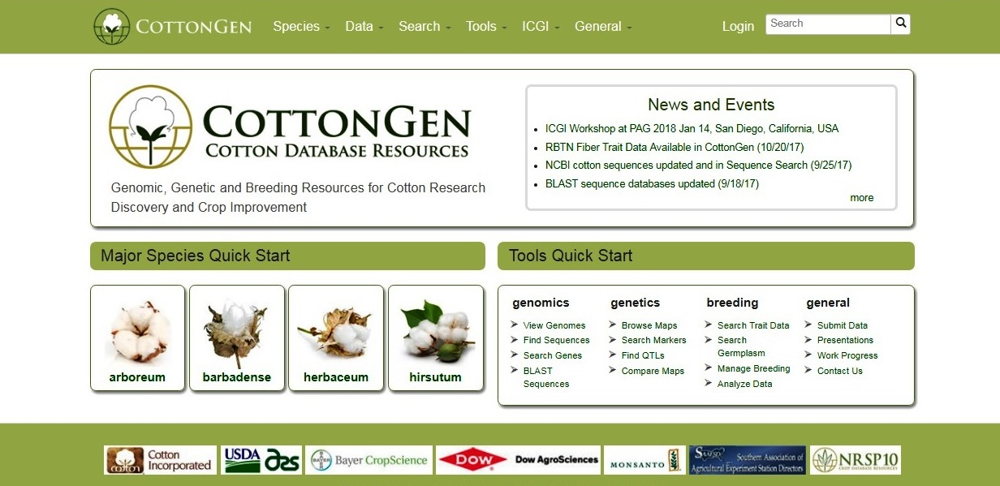 COTTONGEN Species Data Search Tools ICGI General Login Search
COTTONGEN
COTTON DATABASE RESOURCES
Genomic, Genetic and Breeding Resources for Cotton Research
Discovery and Crop Improvement
News and Events
ICGI Workshop at PAG 2018 Jan 14, San Diego, California, USA
RBTN Fiber Trait Data Available in CottonGen (10/20/17)
NCBI cotton sequences updated and in Sequence Search (9/25/17)
BLAST sequence databases updated (9/18/17)
more
Major Species Quick Start
arboreum
barbadense
herbaceum
hirsutum
Tools Quick Start
genomics
View Genomes
Find Sequences
Search Genes
BLAST
Sequences
genetics
Browse Maps
Search Markers
Find QTLs
Compare Maps
breeding
Search Trait Data
Search
Germplasm
Manage Breeding
Analyze Data
general
Submit Data
Presentations
Work Progress
Contact Us
cotton
Cotton
Incorporated
USDA ars
BAYER Bayer CropScience
DOW Dow AgroSciences
MONSANTO
SAAESD Southern Association of
Agricultural Experiment Station Directors
NRSP10
CROP DATABASE RESOURCES